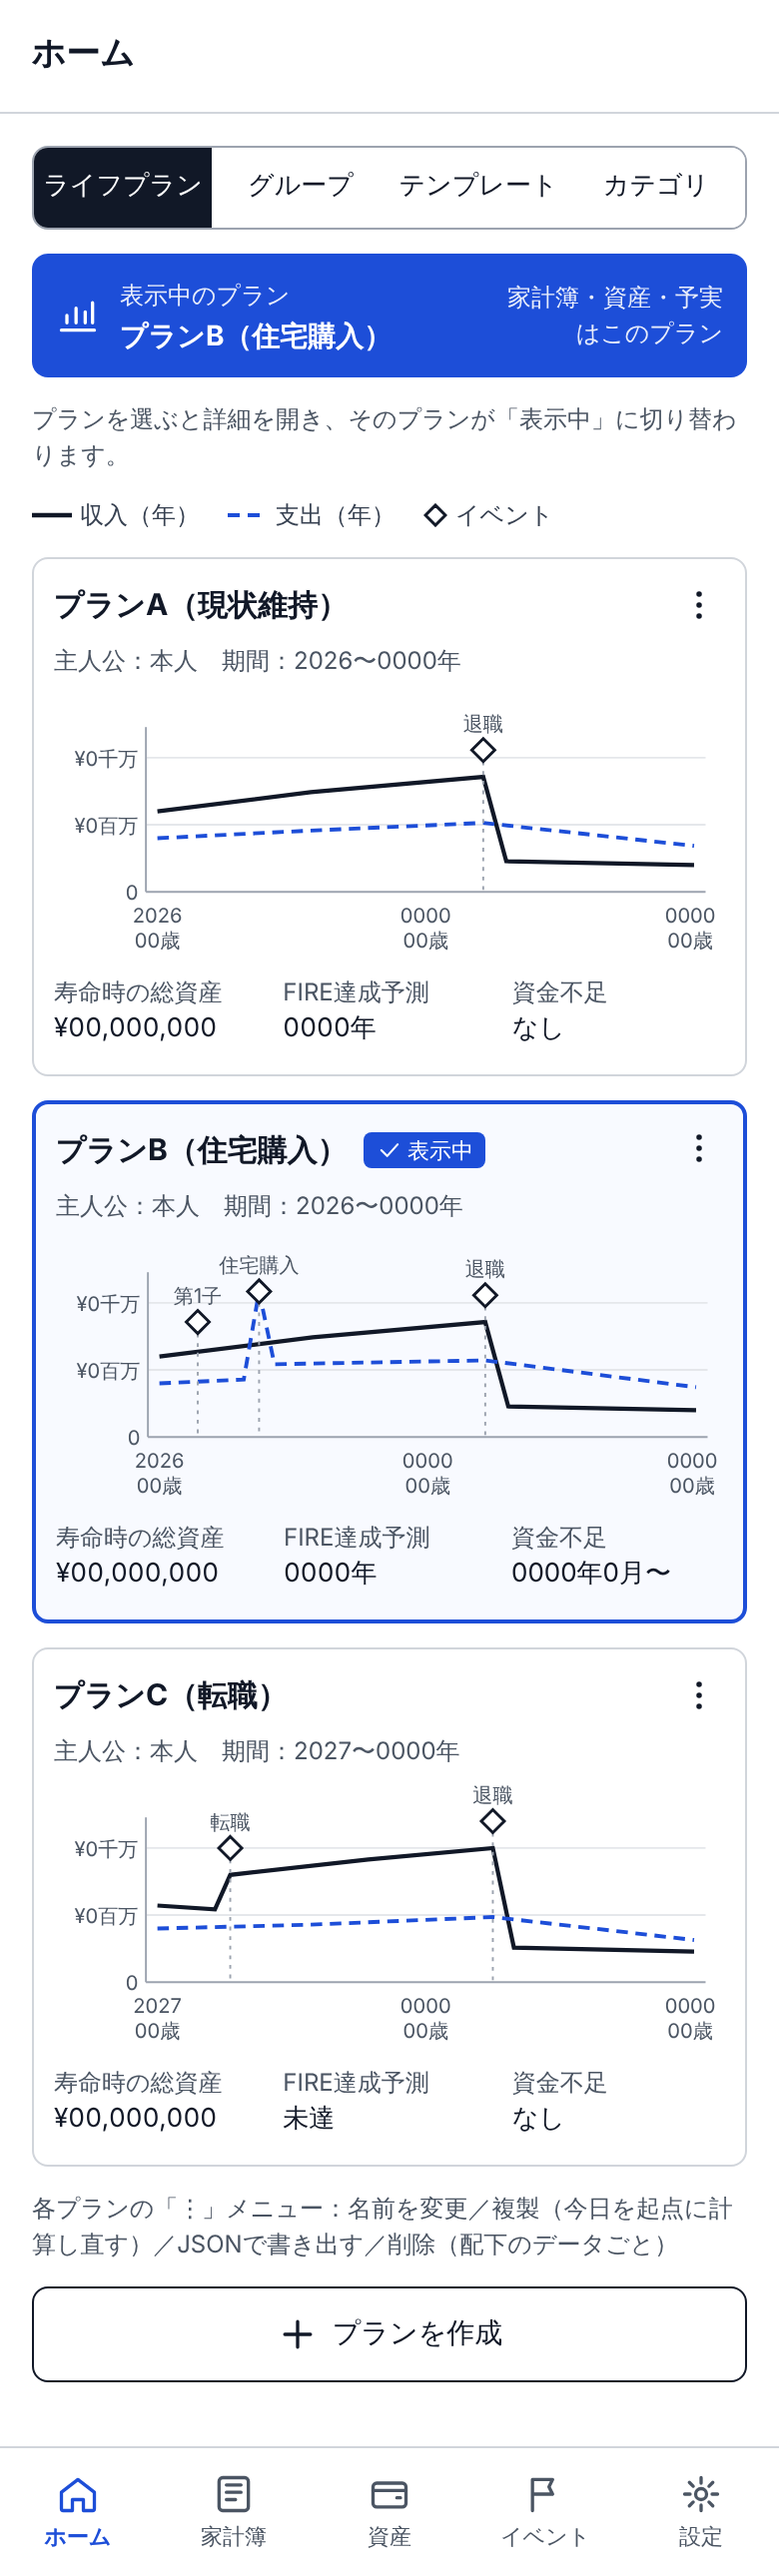 ホーム
ライフプラン グループ テンプレート カテゴリ
表示中のプラン
プランB（住宅購入）
家計簿・資産・予実
はこのプラン
プランを選ぶと詳細を開き、そのプランが「表示中」に切り替わ
ります。
収入（年） 支出（年） イベント
プランA（現状維持）
主人公：本人　期間：2026〜0000年
退職
¥0千万
¥0百万
0
2026 0000 0000
00歳 00歳 00歳
寿命時の総資産 FIRE達成予測 資金不足
¥00,000,000 0000年 なし
プランB（住宅購入） 表示中
主人公：本人　期間：2026〜0000年
住宅購入 退職
第1子
¥0千万
¥0百万
0
2026 0000 0000
00歳 00歳 00歳
寿命時の総資産 FIRE達成予測 資金不足
¥00,000,000 0000年 0000年0月〜
プランC（転職）
主人公：本人　期間：2027〜0000年
退職
転職
¥0千万
¥0百万
0
2027 0000 0000
00歳 00歳 00歳
寿命時の総資産 FIRE達成予測 資金不足
¥00,000,000 未達 なし
各プランの「⋮」メニュー：名前を変更／複製（今日を起点に計
算し直す）／JSONで書き出す／削除（配下のデータごと）
プランを作成
ホーム 家計簿 資産 イベント 設定